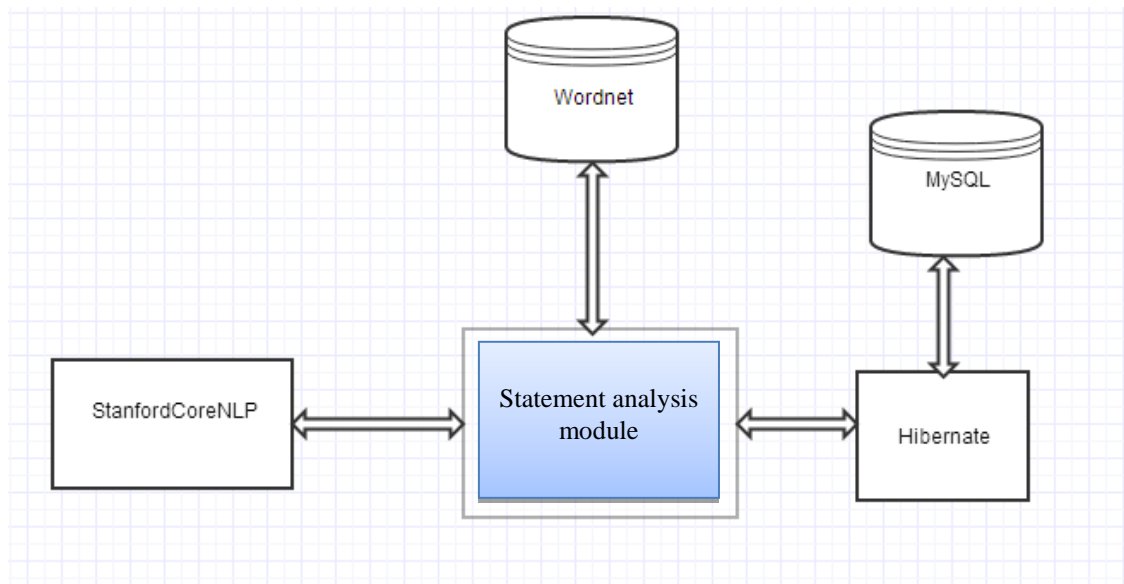 Wordnet
MySQL
StanfordCoreNLP
Statement analysis
module
Hibernate